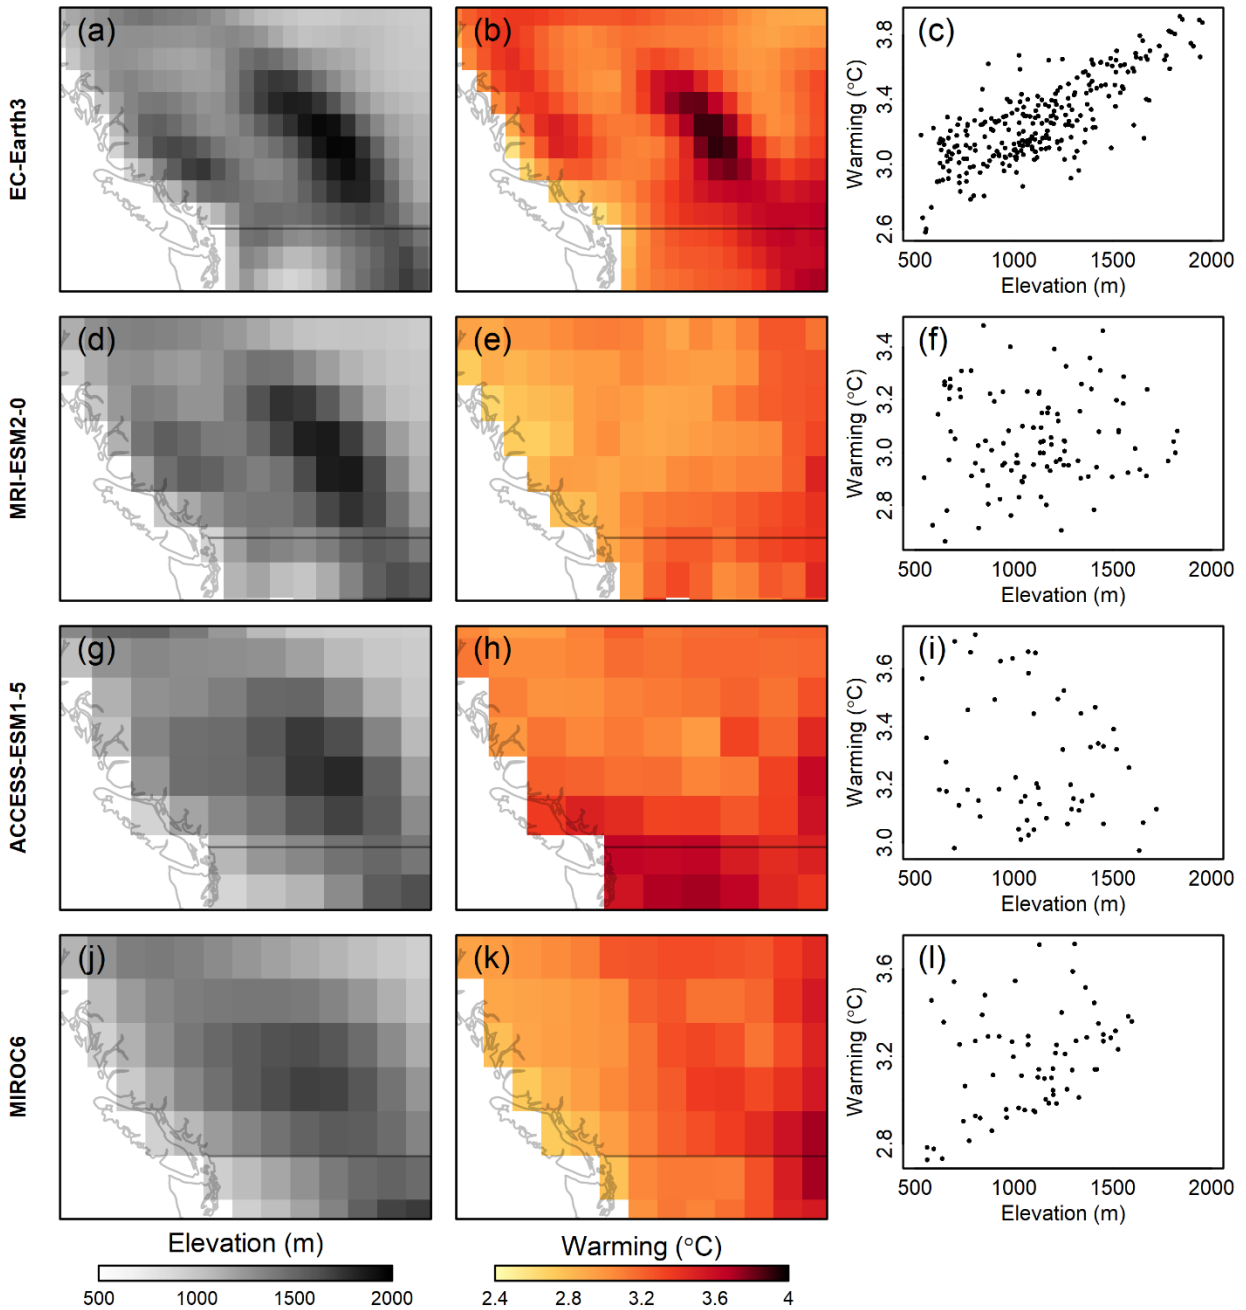 EC-Earth3
(a)
(b)
(c)
Warming (°C)
2.6 3.0 3.4 3.8
500 1000 1500 2000
Elevation (m)
MRI-ESM2-0
(d)
(e)
(f)
Warming (°C)
2.8 3.0 3.2 3.4
500 1000 1500 2000
Elevation (m)
ACCESS-ESM1-5
(g)
(h)
(i)
Warming (°C)
3.0 3.2 3.4 3.6
500 1000 1500 2000
Elevation (m)
MIROC6
(j)
(k)
(l)
Warming (°C)
2.8 3.2 3.6
500 1000 1500 2000
Elevation (m)
Elevation (m)
500 1000 1500 2000
Warming (°C)
2.4 2.8 3.2 3.6 4